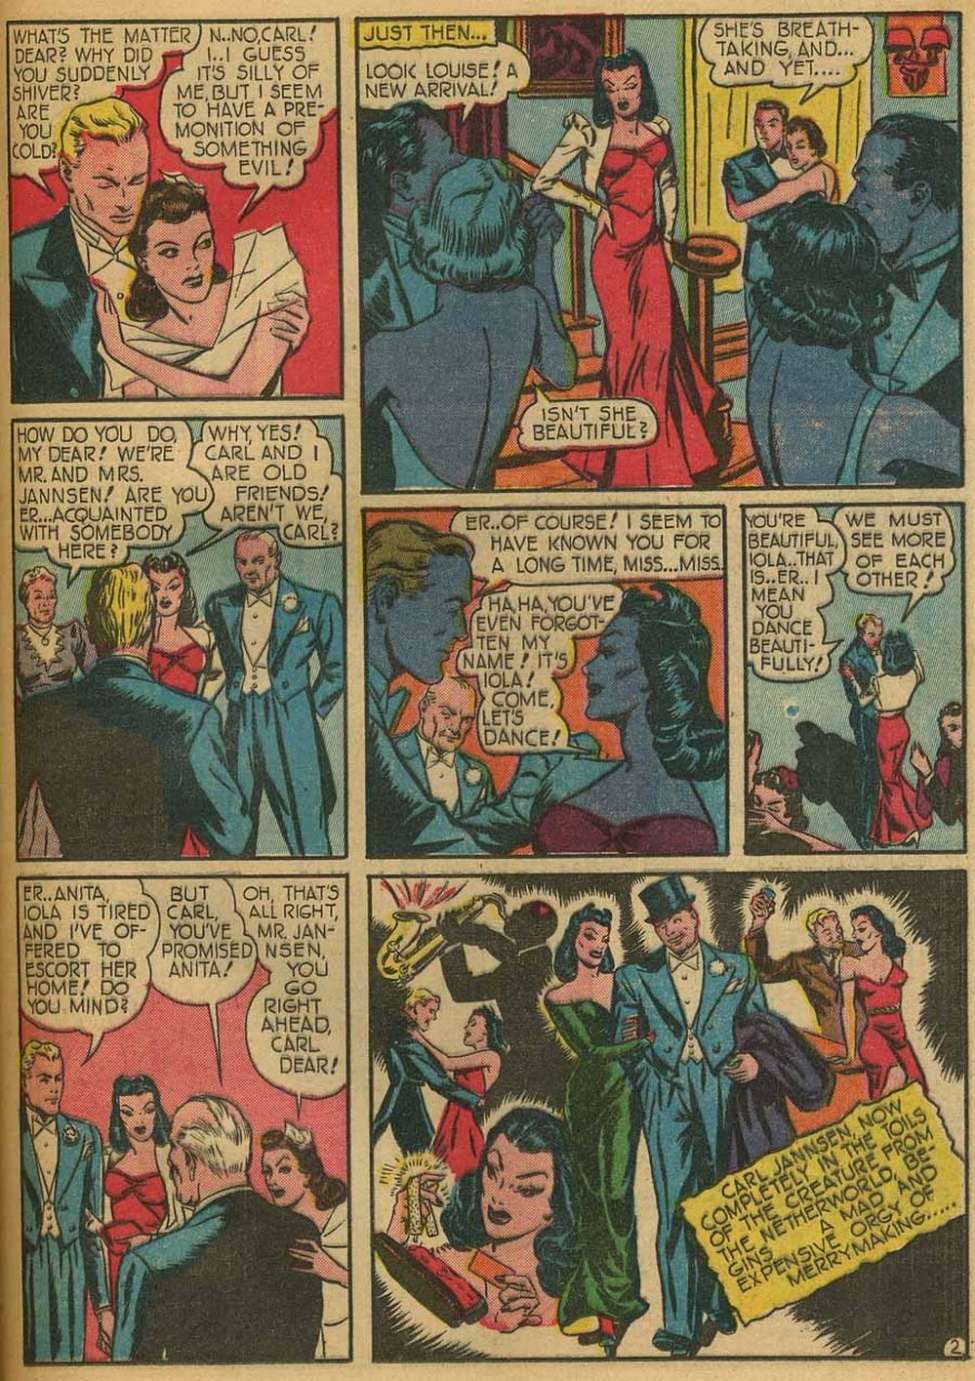 WHAT'S THE MATTER
DEAR? WHY DID
YOU SUDDENLY
SHIVER?
ARE
YOU
COLD?
N..NO, CARL!
I..I GUESS
IT'S SILLY OF
ME, BUT I SEEM
TO HAVE A PRE-
MONITION OF
SOMETHING
EVIL!
JUST THEN...
LOOK LOUISE! A
NEW ARRIVAL!
SHE'S BREATH-
TAKING, AND...
AND YET....
ISN'T SHE
BEAUTIFUL?
HOW DO YOU DO,
MY DEAR! WE'RE
MR. AND MRS.
JANNSEN! ARE YOU
ER...ACQUAINTED
WITH SOMEBODY
HERE?
WHY, YES!
CARL AND I
ARE OLD
FRIENDS!
AREN'T WE,
CARL?
ER..OF COURSE! I SEEM TO
HAVE KNOWN YOU FOR
A LONG TIME, MISS...MISS.
HA, HA, YOU'VE
EVEN FORGOT-
TEN MY
NAME! IT'S
IOLA!
COME,
LET'S
DANCE!
YOU'RE
BEAUTIFUL,
IOLA..THAT
IS..ER..I
MEAN
YOU
DANCE
BEAUTI-
FULLY!
WE MUST
SEE MORE
OF EACH
OTHER!
ER..ANITA,
IOLA IS TIRED
AND I'VE OF-
FERED TO
ESCORT HER
HOME! DO
YOU MIND?
BUT
CARL,
YOU'VE
PROMISED
ANITA!
OH, THAT'S
ALL RIGHT,
MR. JAN-
NSEN,
YOU
GO
RIGHT
AHEAD,
CARL
DEAR!
CARL JANNSEN, NOW
COMPLETELY IN THE TOILS
OF THE CREATURE FROM
THE NETHERWORLD, BE-
GINS A MAD AND
EXPENSIVE ORGY OF
MERRYMAKING.....
2